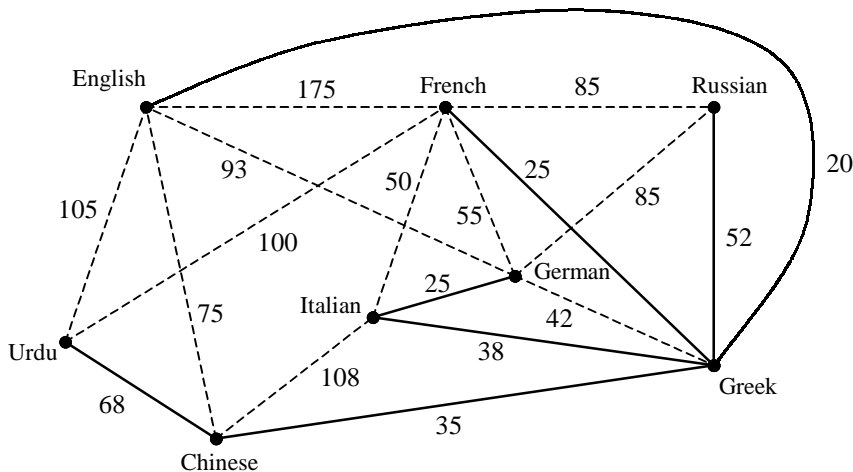 English
175
French
85
Russian
93
50
25
20
105
100
55
85
52
25
German
Italian
75
42
Urdu
38
108
Greek
68
35
Chinese